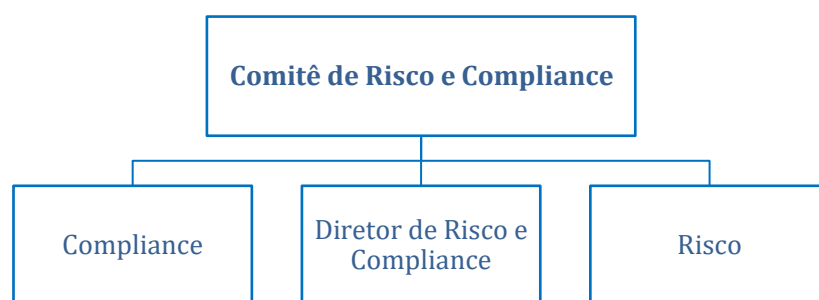 Comitê de Risco e Compliance
Compliance
Diretor de Risco e
Compliance
Risco